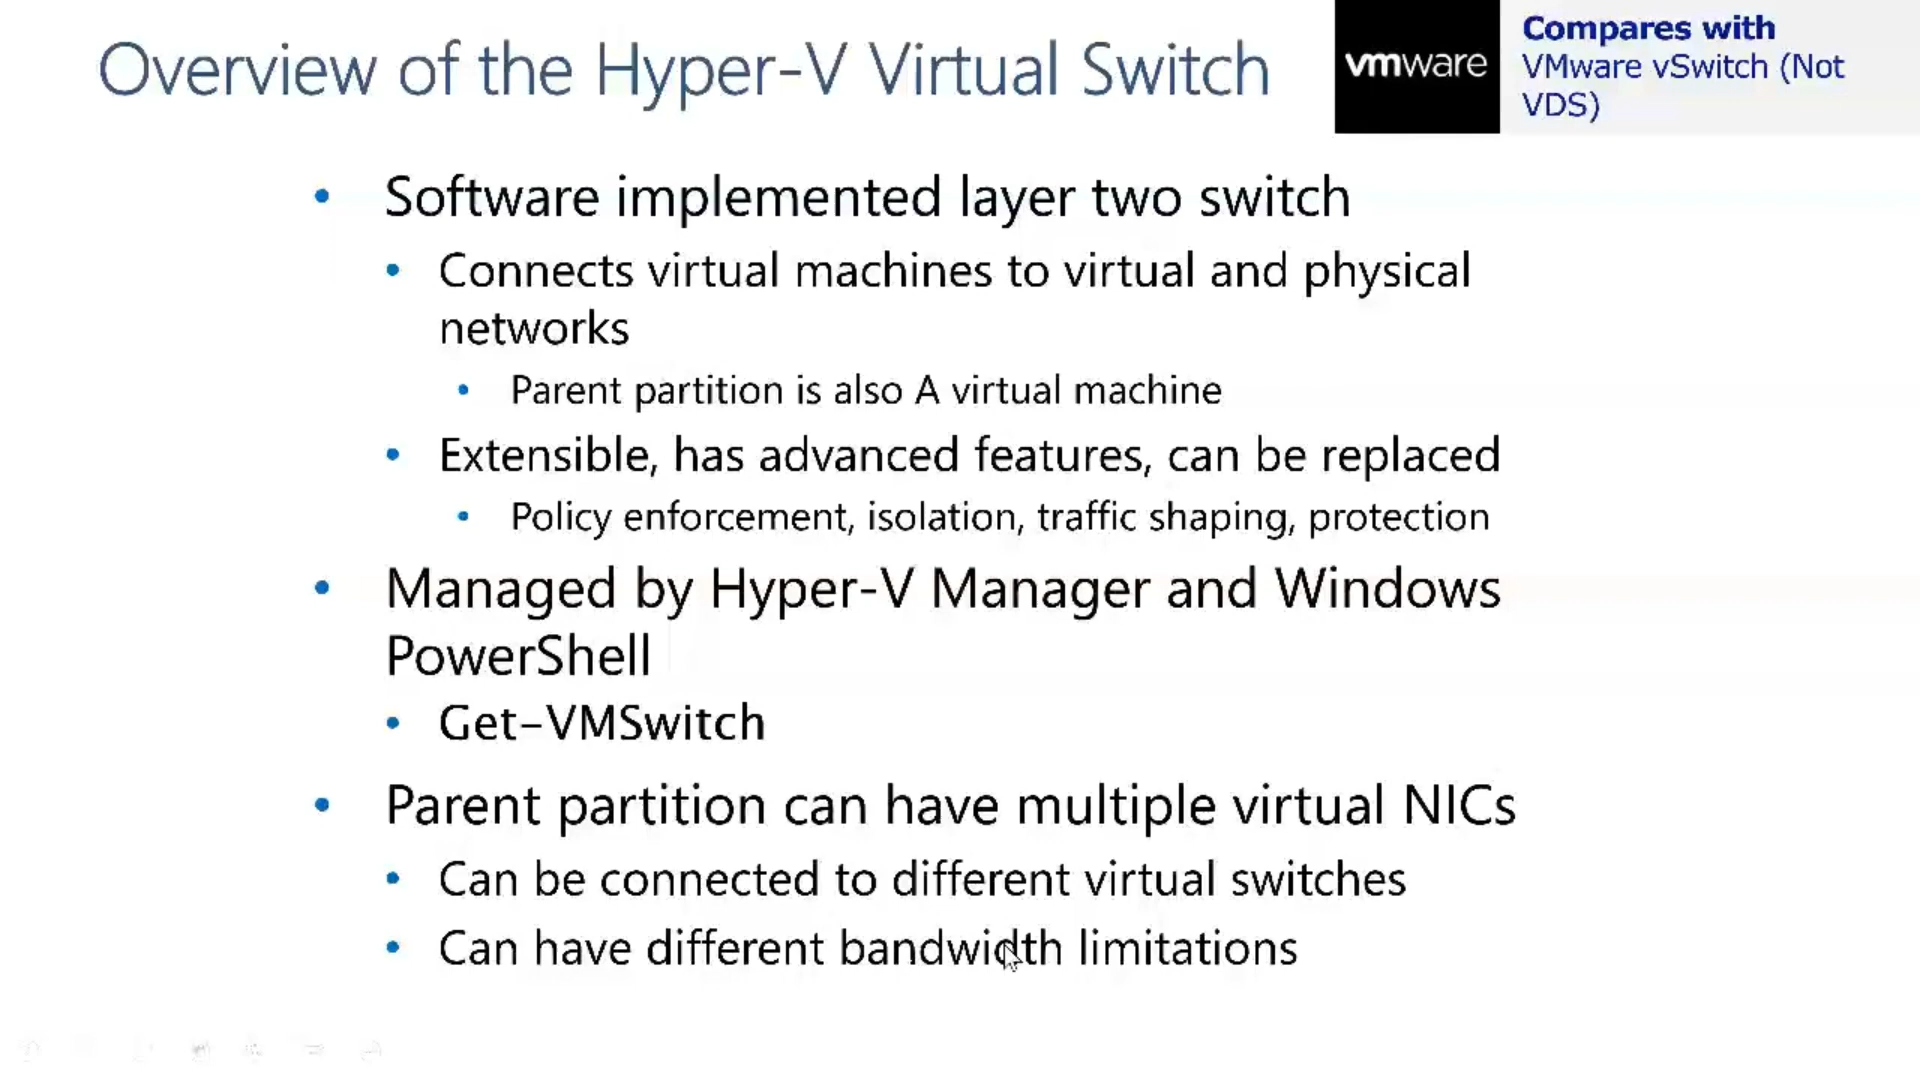 Overview of the Hyper-V Virtual Switch
vmware
Compares with
VMware vSwitch (Not
VDS)
• Software implemented layer two switch
• Connects virtual machines to virtual and physical
networks
• Parent partition is also A virtual machine
• Extensible, has advanced features, can be replaced
• Policy enforcement, isolation, traffic shaping, protection
• Managed by Hyper-V Manager and Windows
PowerShell
• Get-VMSwitch
• Parent partition can have multiple virtual NICs
• Can be connected to different virtual switches
• Can have different bandwidth limitations